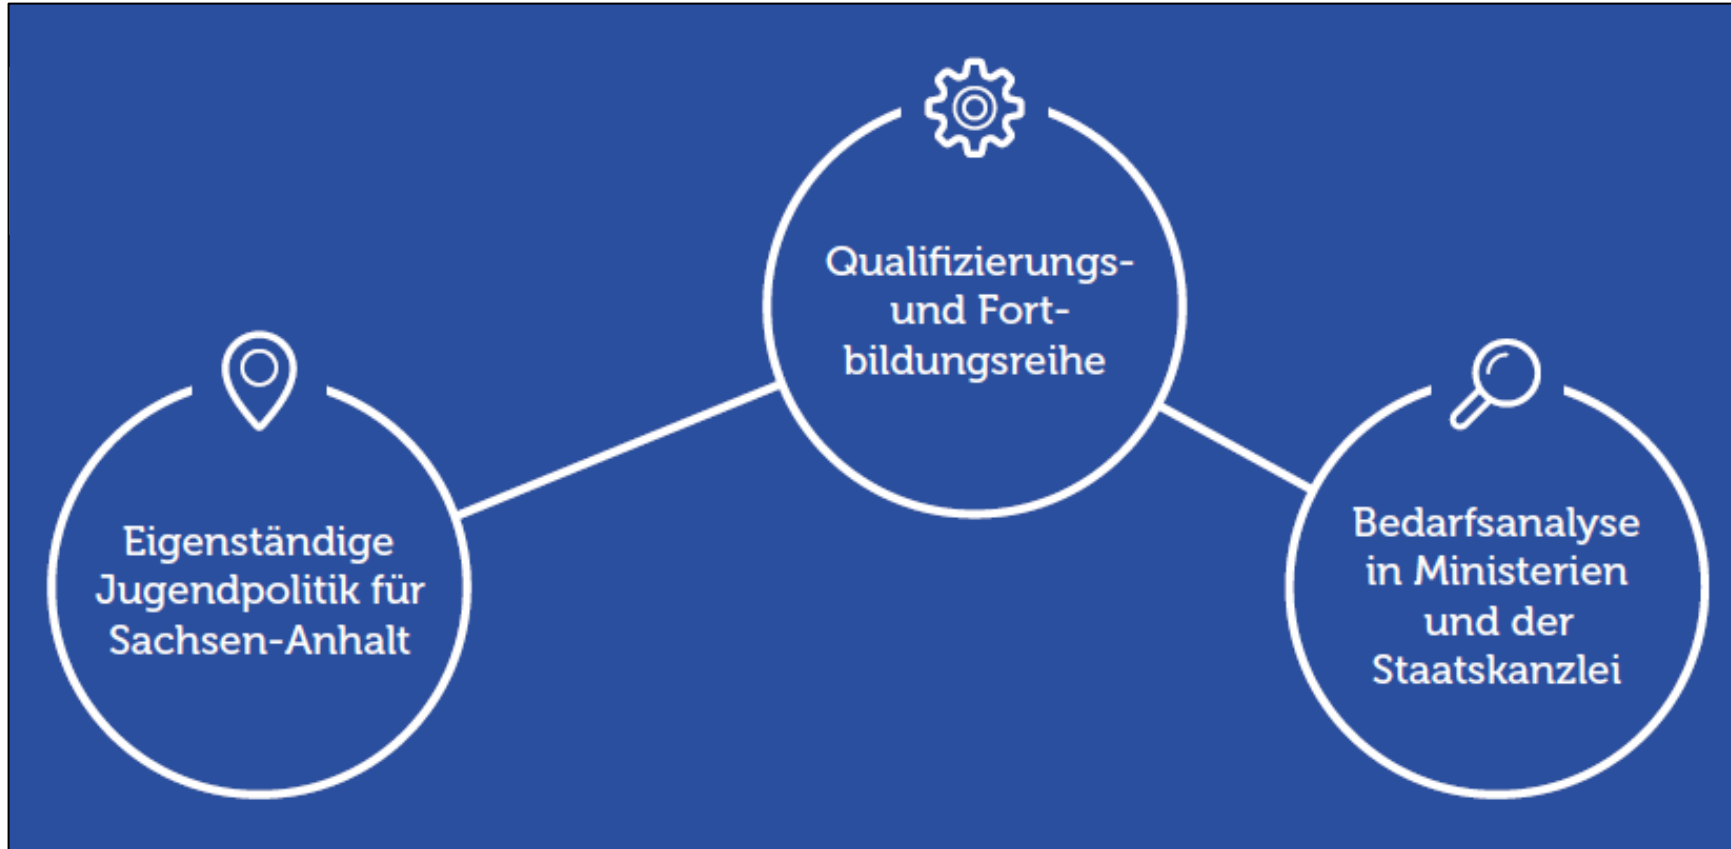 Eigenständige
Jugendpolitik für
Sachsen-Anhalt
Qualifizierungs-
und Fort-
bildungsreihe
Bedarfsanalyse
in Ministerien
und der
Staatskanzlei